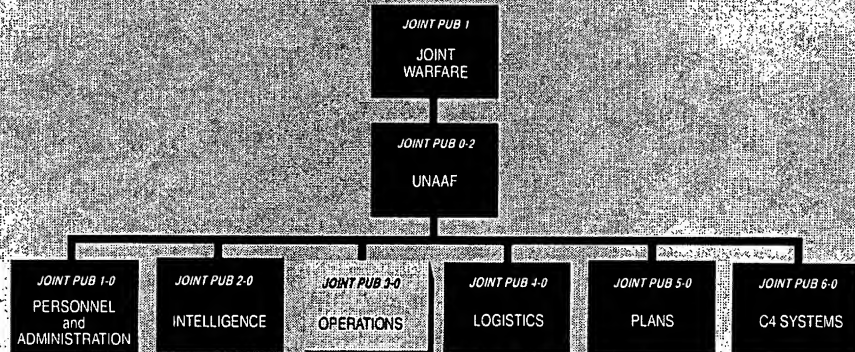 JOINT PUB 1
JOINT
WARFARE
JOINT PUB 0-2
UNAAF
JOINT PUB 1-0
PERSONNEL
and
ADMINISTRATION
JOINT PUB 2-0
INTELLIGENCE
JOINT PUB 3-0
OPERATIONS
JOINT PUB 4-0
LOGISTICS
JOINT PUB 5-0
PLANS
JOINT PUB 6-0
C4 SYSTEMS